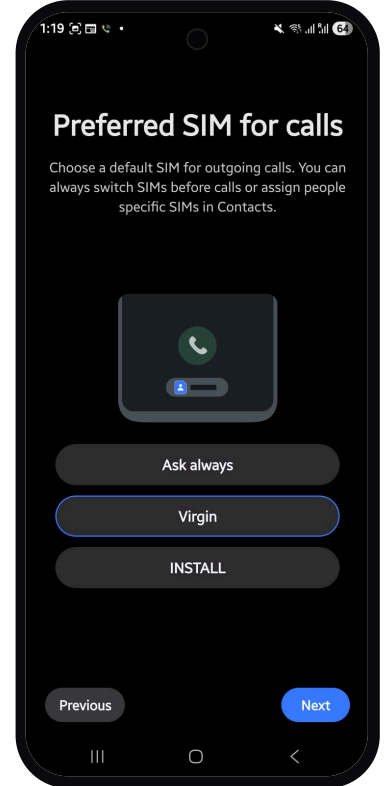 1:19
64
Preferred SIM for calls
Choose a default SIM for outgoing calls. You can
always switch SIMs before calls or assign people
specific SIMs in Contacts.
Ask always
Virgin
INSTALL
Previous
Next